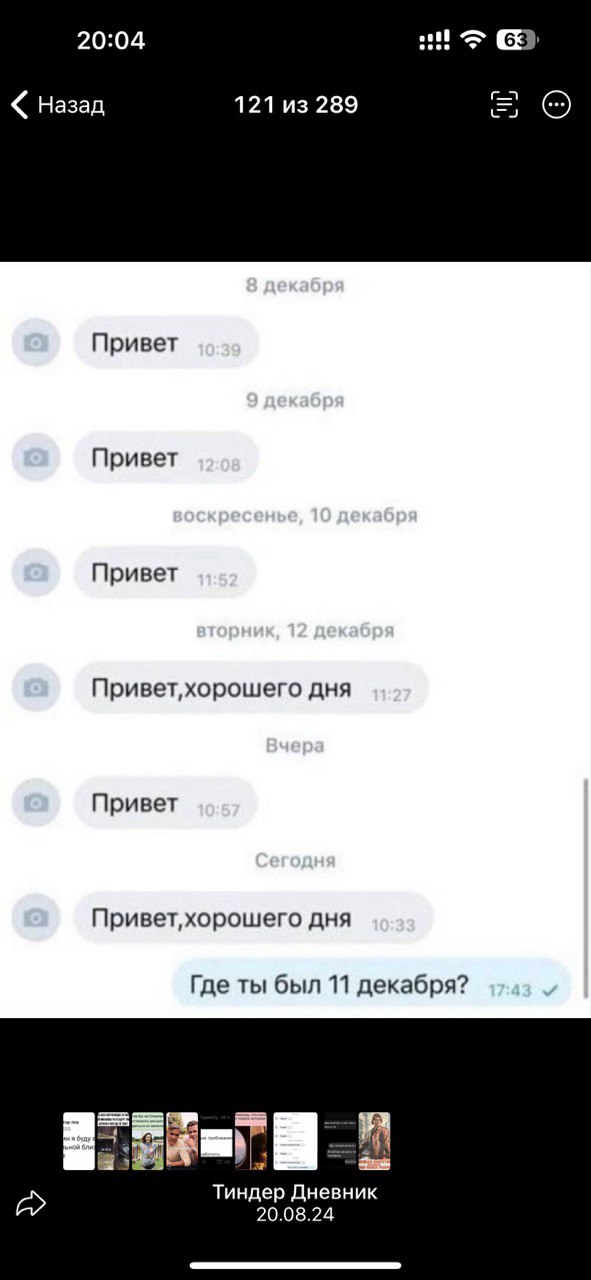 20:04
63
Назад
121 из 289
8 декабря
Привет 10:39
9 декабря
Привет 12:08
воскресенье, 10 декабря
Привет 11:52
вторник, 12 декабря
Привет,хорошего дня 11:27
Вчера
Привет 10:57
Сегодня
Привет,хорошего дня 10:33
Где ты был 11 декабря? 17:43
Тиндер Дневник
20.08.24